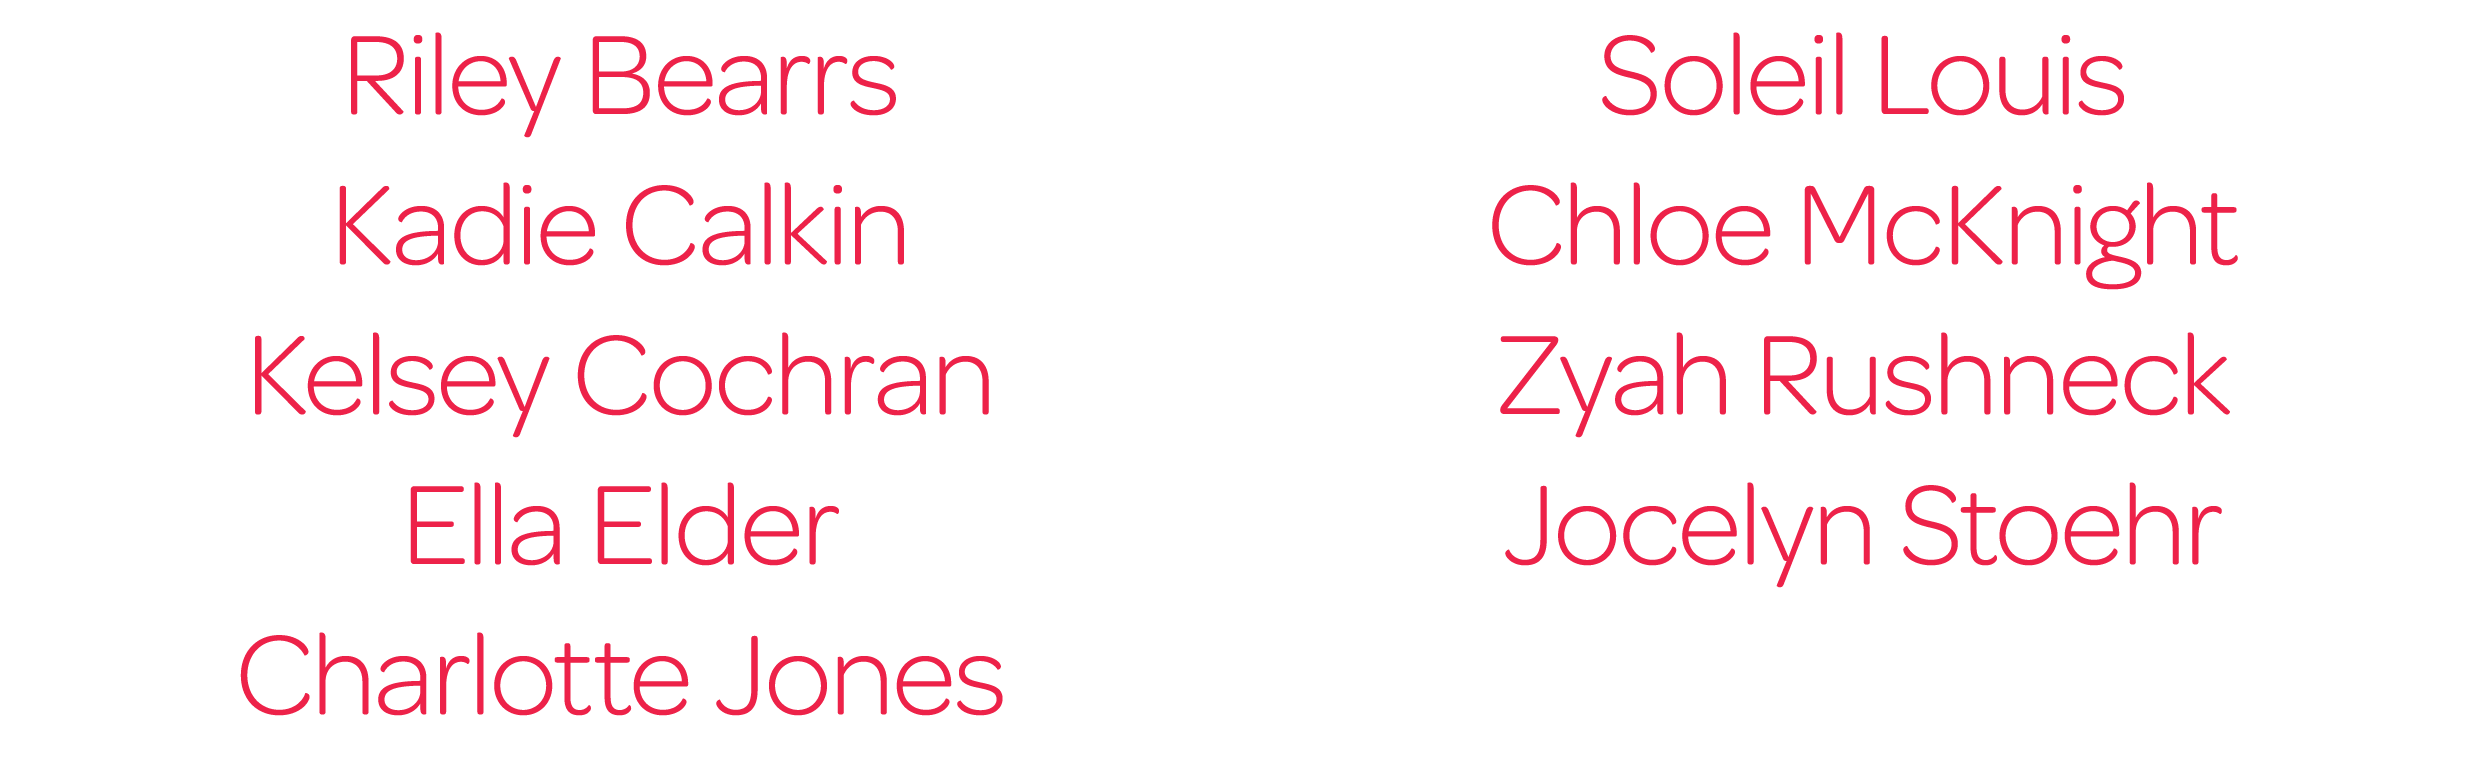 Riley Bearrs
Kadie Calkin
Kelsey Cochran
Ella Elder
Charlotte Jones
Soleil Louis
Chloe McKnight
Zyah Rushneck
Jocelyn Stoehr